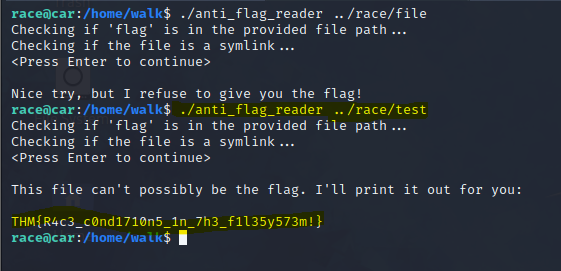 race@car:/home/walk$ ./anti_flag_reader ../race/file
Checking if 'flag' is in the provided file path...
Checking if the file is a symlink...
<Press Enter to continue>
Nice try, but I refuse to give you the flag!
race@car:/home/walk$ ./anti_flag_reader ../race/test
Checking if 'flag' is in the provided file path...
Checking if the file is a symlink...
<Press Enter to continue>
This file can't possibly be the flag. I'll print it out for you:
THM{R4c3_c0nd1710n5_1n_7h3_f1l35y573m!}
race@car:/home/walk$